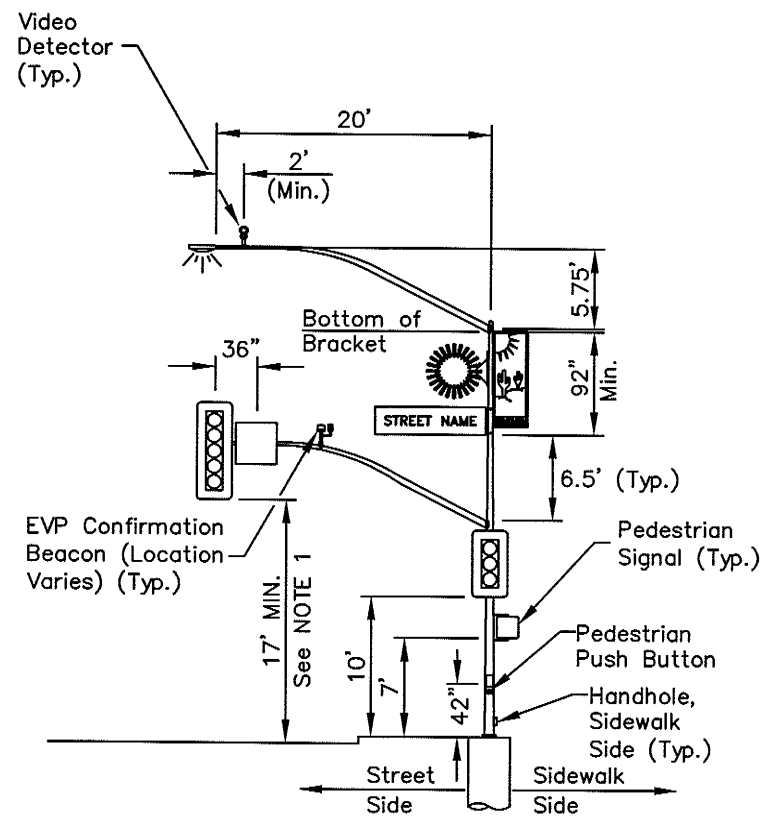 Video
Detector
(Typ.)
20'
2'
(Min.)
5.75'
Bottom of
Bracket
36"
92"
Min.
STREET NAME
6.5' (Typ.)
EVP Confirmation
Beacon (Location
Varies) (Typ.)
Pedestrian
Signal (Typ.)
17' MIN.
See NOTE 1
10'
7'
42"
Pedestrian
Push Button
Handhole,
Sidewalk
Side (Typ.)
Street
Side
Sidewalk
Side